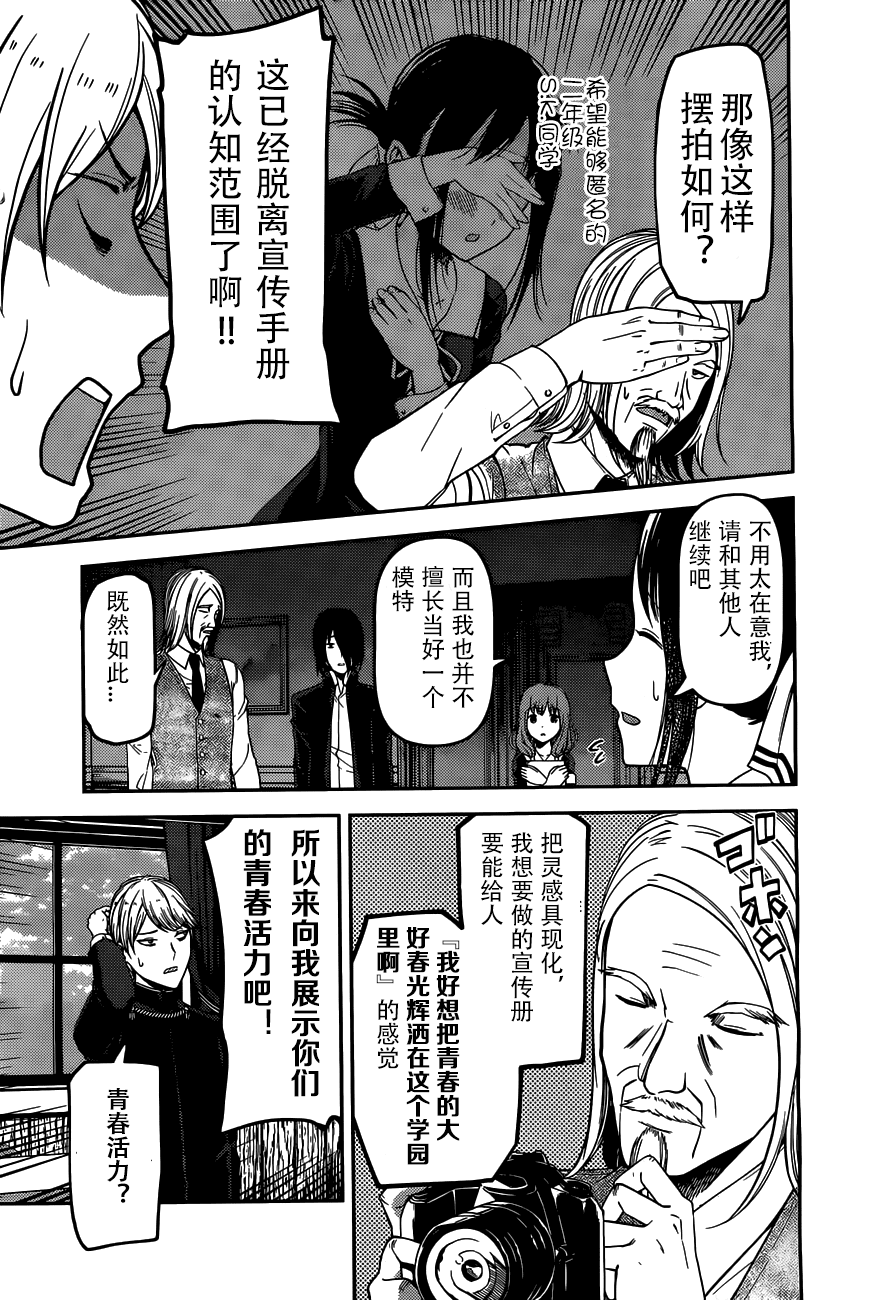 那像这样
摆拍如何？
希望能够匿名的
二年级
S.K同学
这已经脱离宣传手册
的认知范围了啊！！
不用太在意我，
请和其他人
继续吧
而且我也并不
擅长当好一个
模特
既然如此…
ゴホン
把灵感具现化，
我想要做的宣传册
要能给人
『我好想把青春的大
好春光辉洒在这个学园
里啊』的感觉
所以来向我展示你们
的青春活力吧！
青春活力？